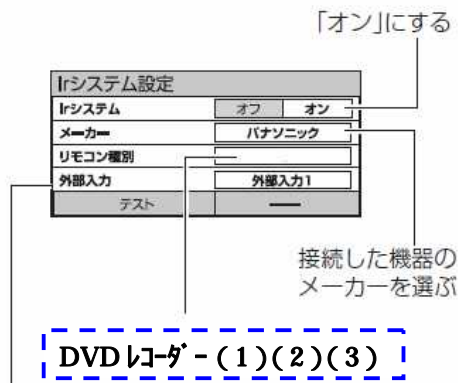 「オン」にする
Irシステム設定
Irシステム オフ オン
メーカー パナソニック
リモコン種別
外部入力 外部入力1
テスト ━━
接続した機器の
メーカーを選ぶ
DVDﾚｺｰﾀﾞｰ(1)(2)(3)